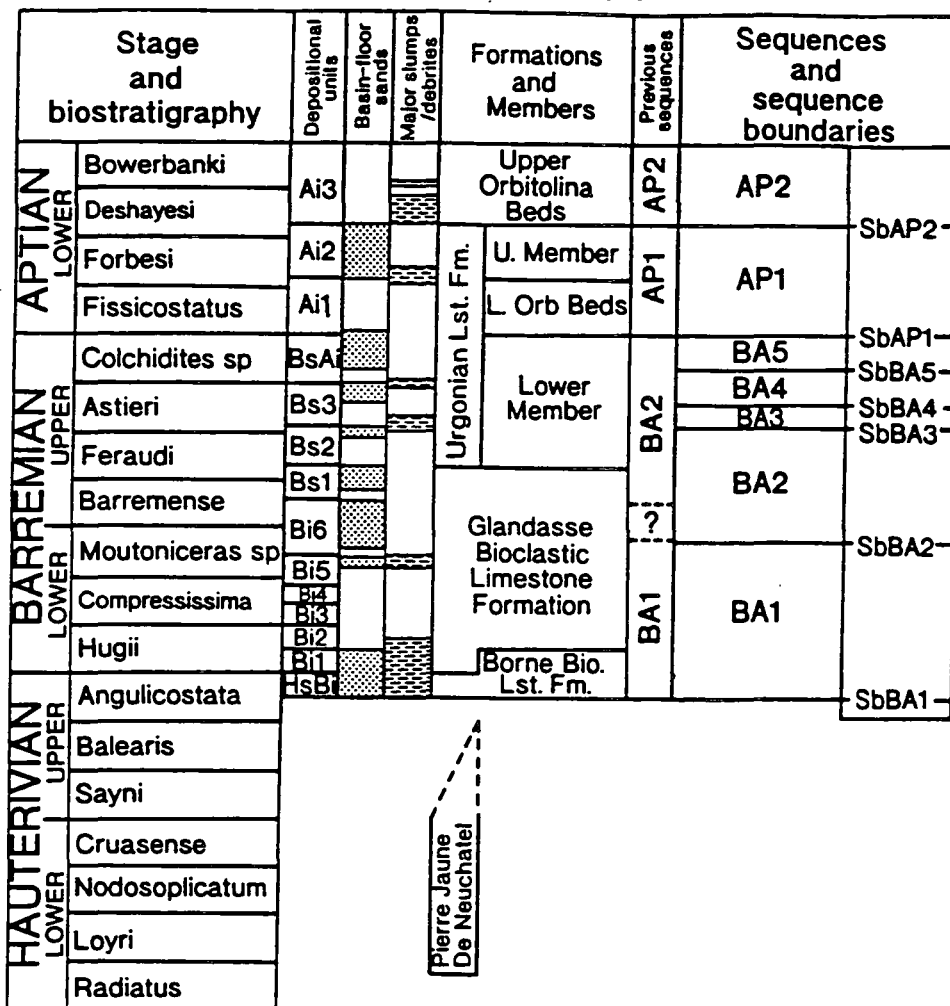 Stage
and
biostratigraphy
Depositional
units
Basin-floor
sands
Major slumps
/debrites
Formations
and
Members
Previous
sequences
Sequences
and
sequence
boundaries
APTIAN
LOWER
Bowerbanki
Deshayesi
Forbesi
Fissicostatus
BARREMIAN
UPPER
Colchidites sp
Astieri
Feraudi
Barremense
LOWER
Moutoniceras sp
Compressissima
Hugii
HAUTERIVIAN
UPPER
Angulicostata
Balearis
Sayni
LOWER
Cruasense
Nodosoplicatum
Loyri
Radiatus
Ai3
Ai2
Ai1
BsAi
Bs3
Bs2
Bs1
Bi6
Bi5
Bi4
Bi3
Bi2
Bi1
HsBi
Upper
Orbitolina
Beds
Urgonian Lst. Fm.
U. Member
L. Orb Beds
Lower
Member
Glandasse
Bioclastic
Limestone
Formation
Borne Bio.
Lst. Fm.
Pierre Jaune
De Neuchatel
AP2
AP1
BA2
?
BA1
AP2
AP1
BA5
BA4
BA3
BA2
BA1
SbAP2
SbAP1
SbBA5
SbBA4
SbBA3
SbBA2
SbBA1